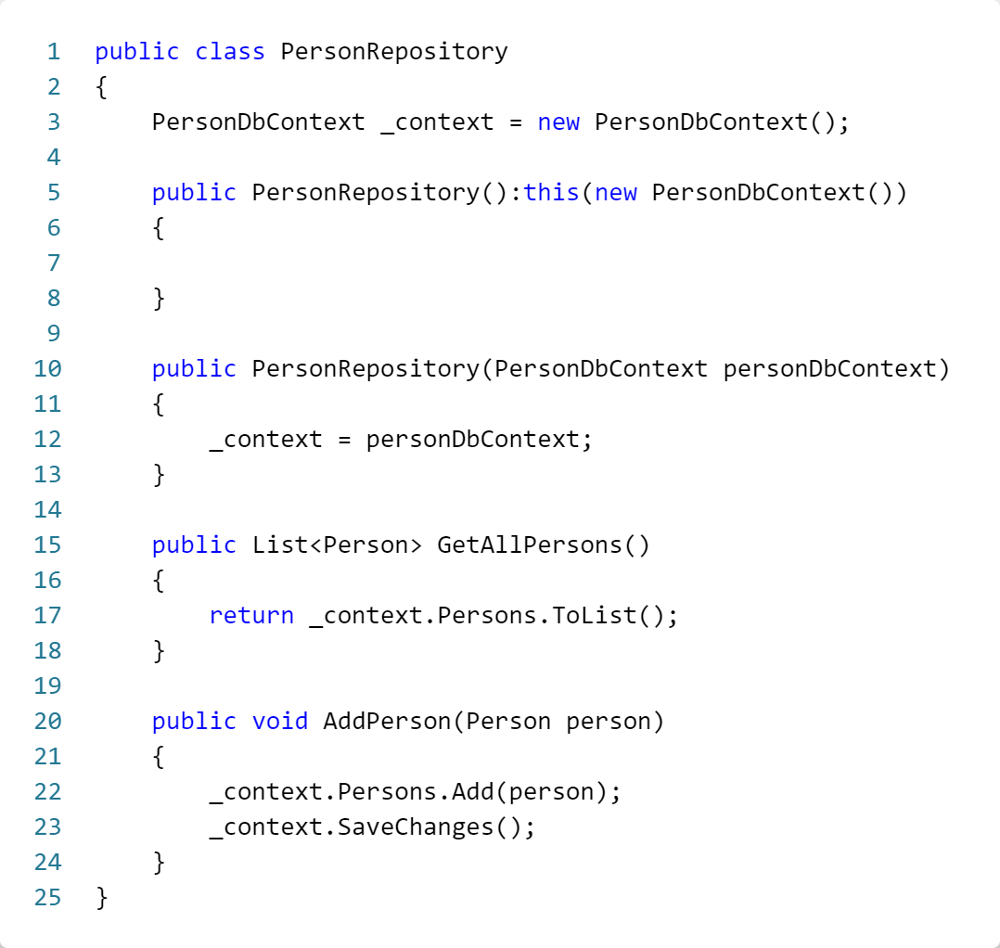 1 public class PersonRepository
2 {
3     PersonDbContext _context = new PersonDbContext();
4
5     public PersonRepository():this(new PersonDbContext())
6     {
7
8     }
9
10     public PersonRepository(PersonDbContext personDbContext)
11     {
12         _context = personDbContext;
13     }
14
15     public List<Person> GetAllPersons()
16     {
17         return _context.Persons.ToList();
18     }
19
20     public void AddPerson(Person person)
21     {
22         _context.Persons.Add(person);
23         _context.SaveChanges();
24     }
25 }